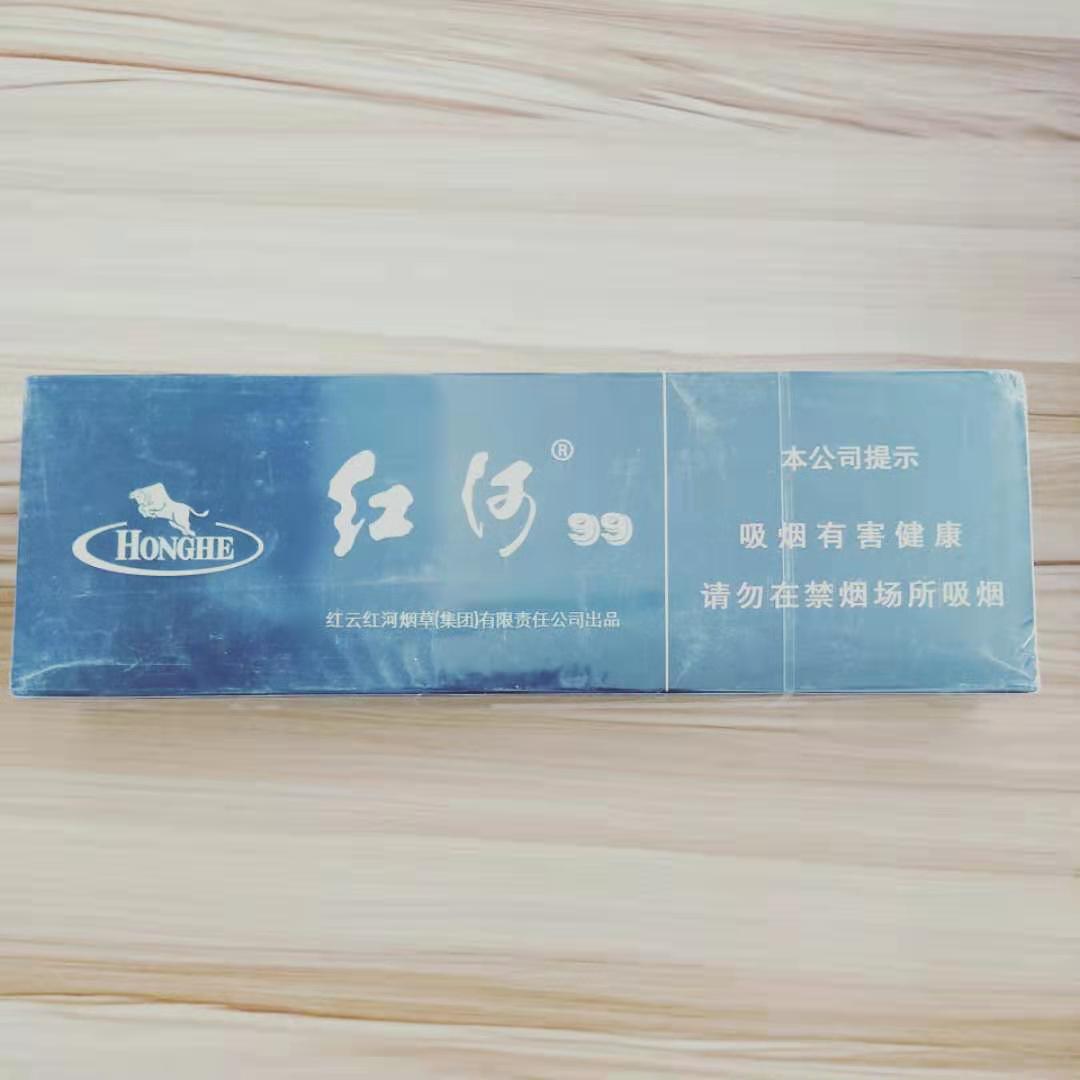 HONGHE
红河®99
红云红河烟草(集团)有限责任公司出品
本公司提示
吸烟有害健康
请勿在禁烟场所吸烟